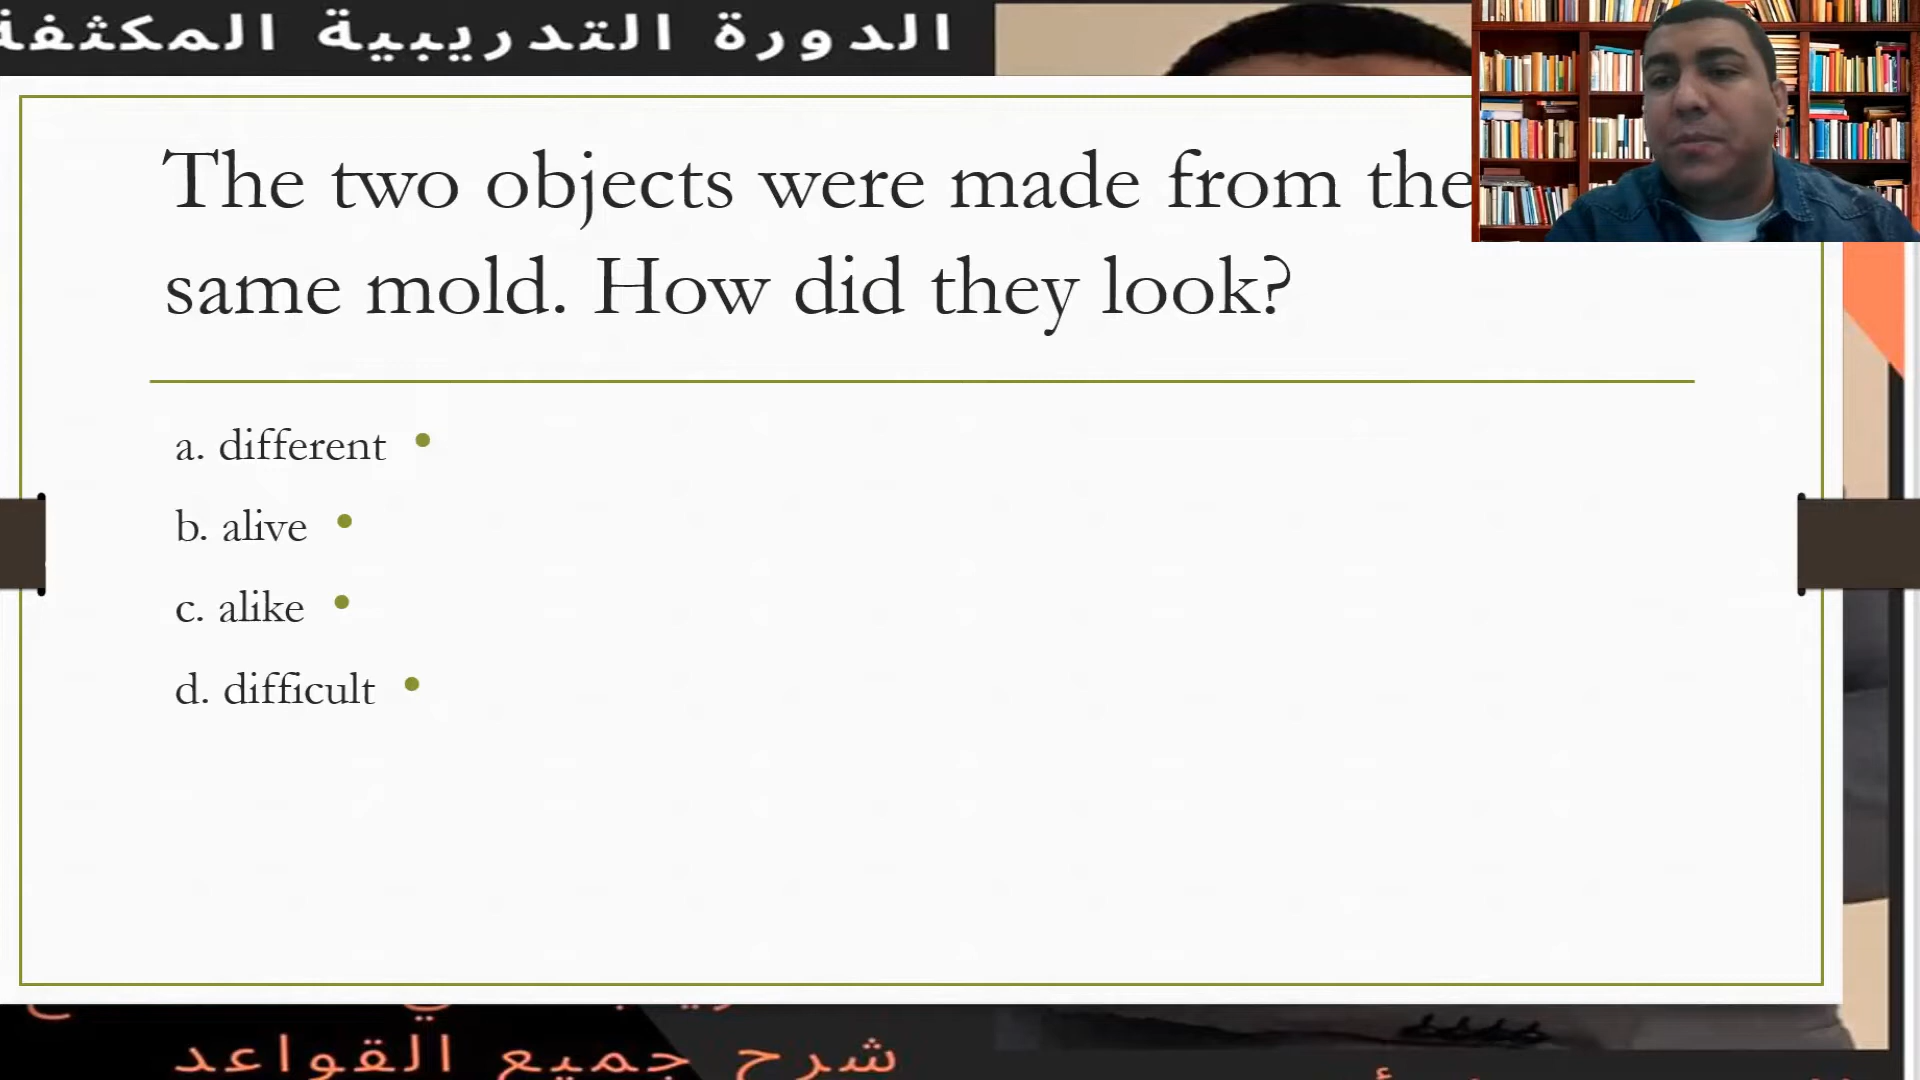 الدورة التدريبية المكثفة
The two objects were made from the
same mold. How did they look?
a. different •
b. alive •
c. alike •
d. difficult •
شرح جميع القواعد